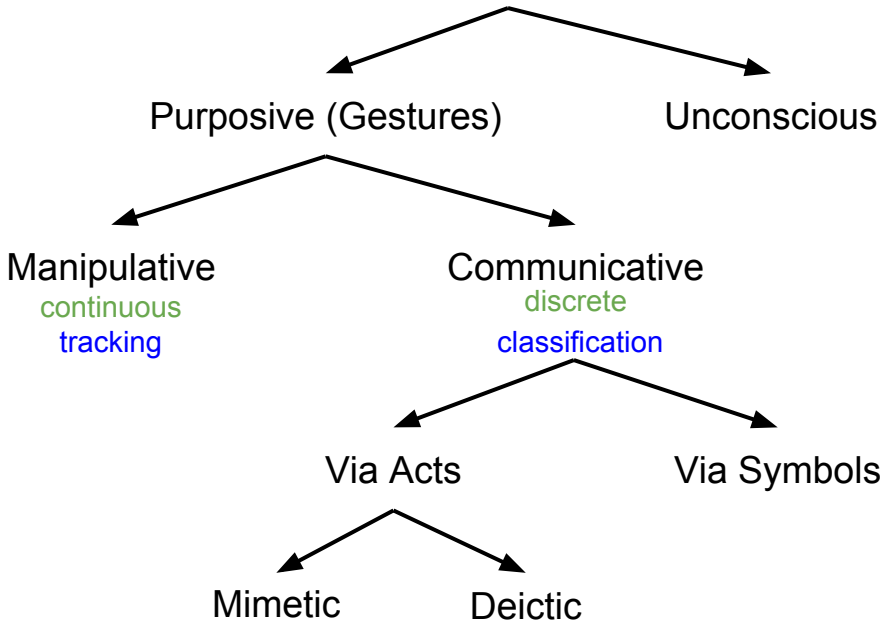 Purposive (Gestures)
Unconscious
Manipulative
continuous
tracking
Communicative
discrete
classification
Via Acts
Via Symbols
Mimetic
Deictic